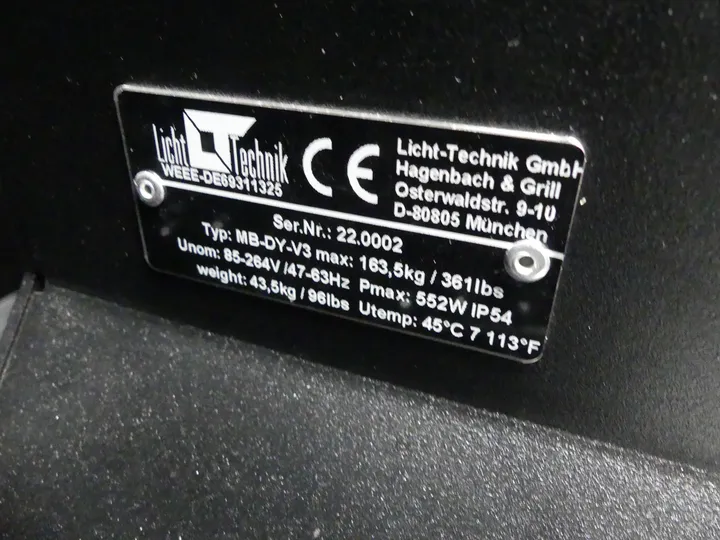 Licht Technik
WEEE-DE69311325
CE
Licht-Technik GmbH
Hagenbach & Grill
Osterwaldstr. 9-10
D-80805 München
Ser.Nr.: 22.0002
Typ: MB-DY-V3 max: 163,5kg / 361lbs
Unom: 85-264V /47-63Hz Pmax: 552W IP54
weight: 43,5kg / 96lbs Utemp: 45°C 7 113°F